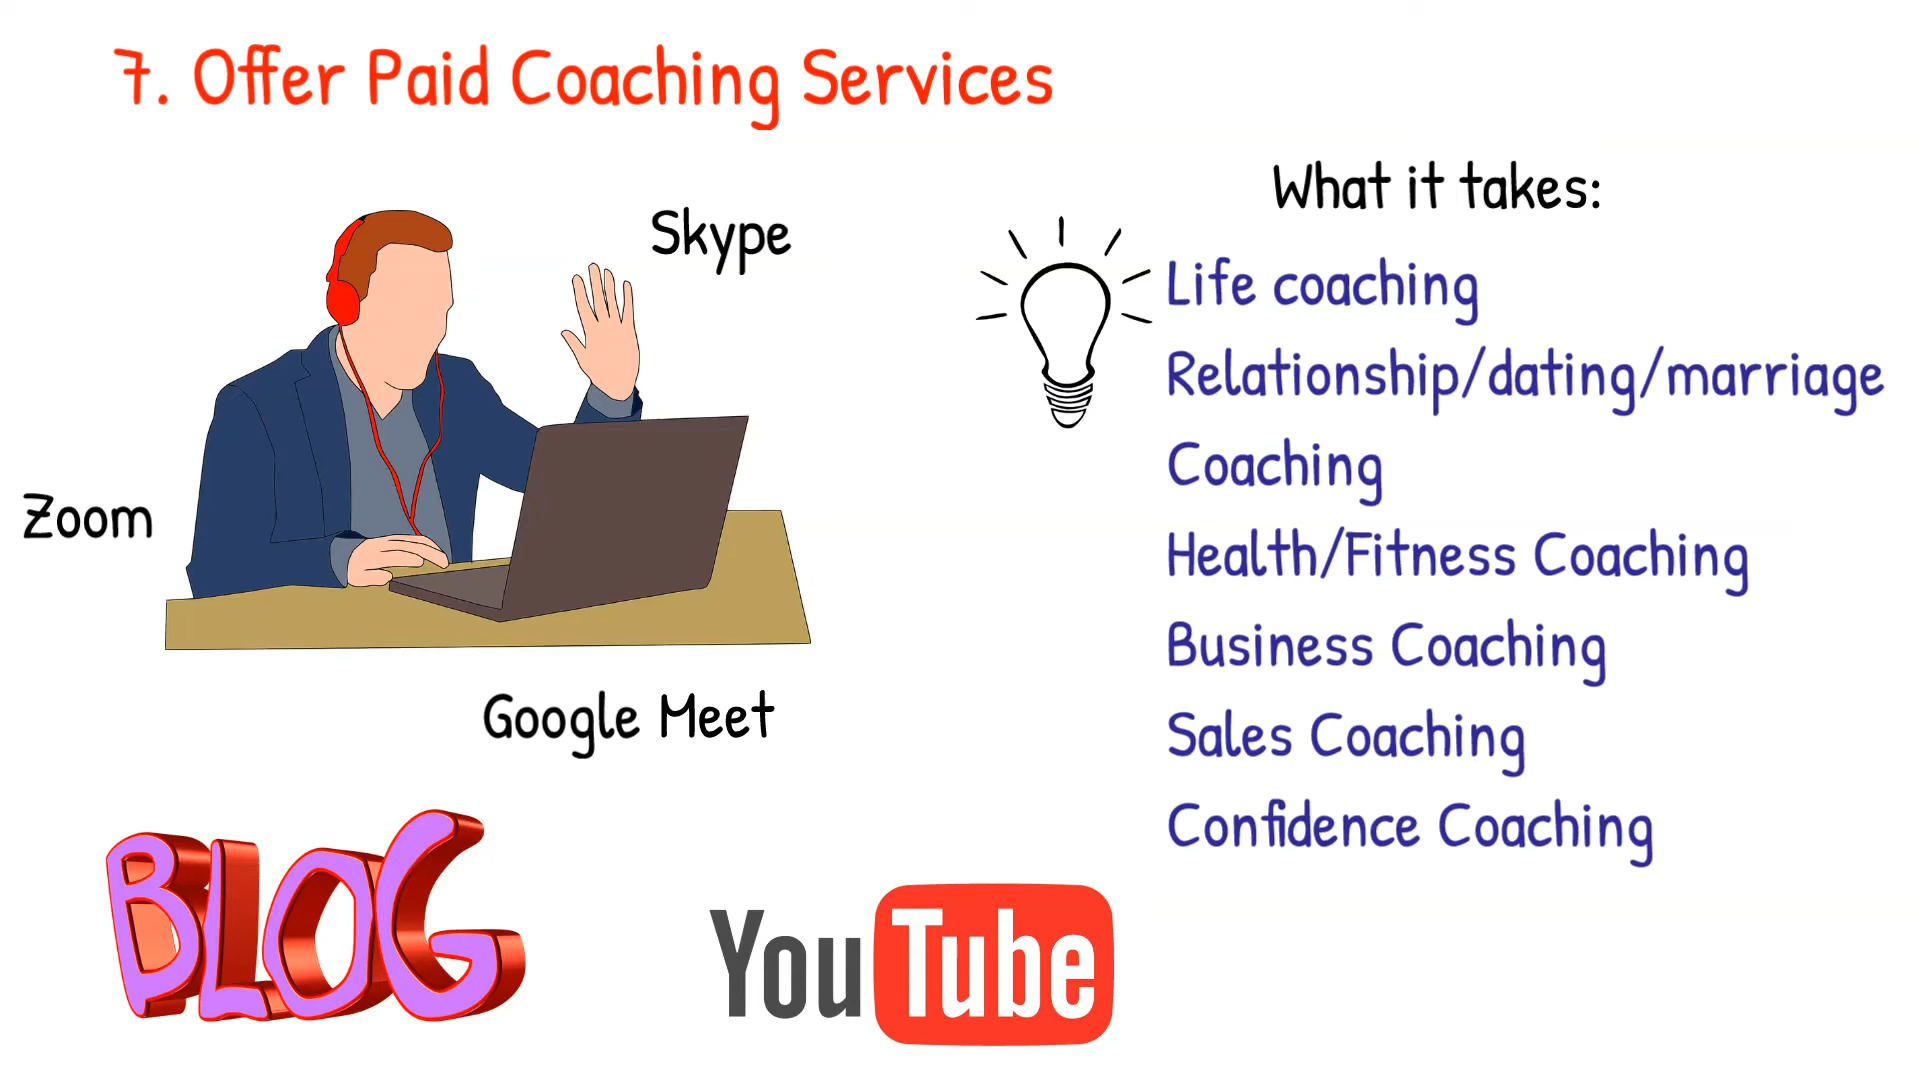 7. Offer Paid Coaching Services
What it takes:
Skype
Life coaching
Relationship/dating/marriage
Coaching
Zoom
Health/Fitness Coaching
Business Coaching
Google Meet
Sales Coaching
Confidence Coaching
BLOG
YouTube